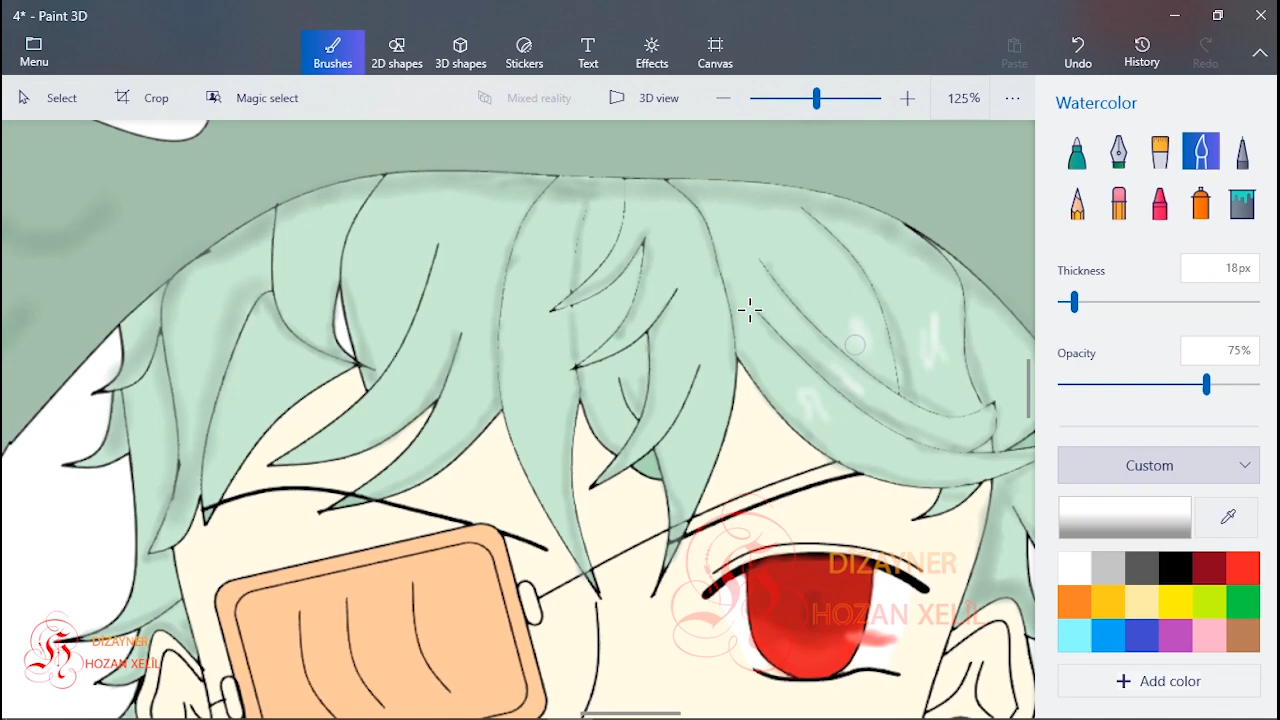 4* - Paint 3D
Menu
Brushes
2D shapes
3D shapes
Stickers
Text
Effects
Canvas
Paste
Undo
History
Redo
Select
Crop
Magic select
Mixed reality
3D view
125%
Watercolor
Thickness
18px
Opacity
75%
Custom
Add color
DIZAYNER
HOZAN XELÎL
DIZAYNER
HOZAN XELÎL